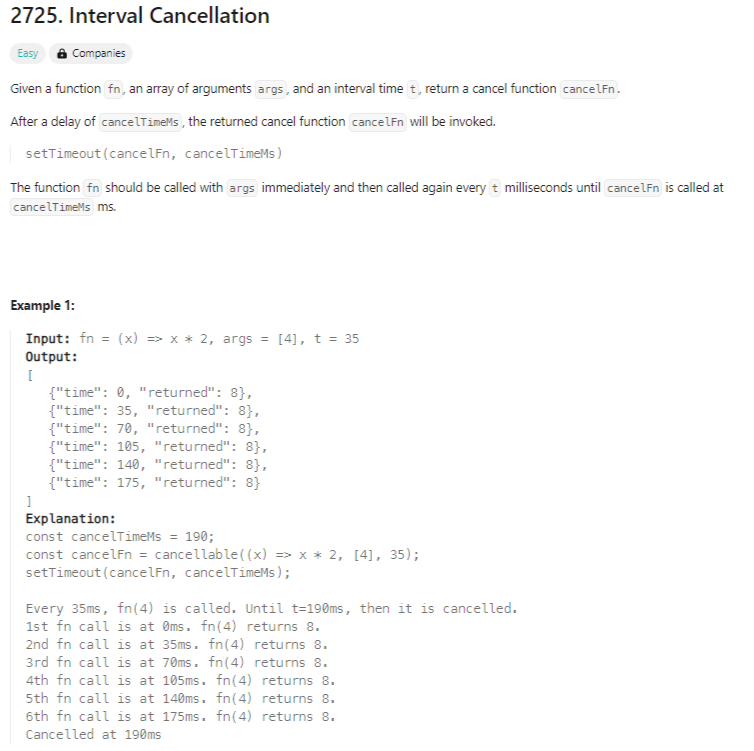 2725. Interval Cancellation
Easy Companies
Given a function fn, an array of arguments args, and an interval time t, return a cancel function cancelFn.
After a delay of cancelTimeMs, the returned cancel function cancelFn will be invoked.
setTimeout(cancelFn, cancelTimeMs)
The function fn should be called with args immediately and then called again every t milliseconds until cancelFn is called at
cancelTimeMs ms.
Example 1:
Input: fn = (x) => x * 2, args = [4], t = 35
Output:
[
{"time": 0, "returned": 8},
{"time": 35, "returned": 8},
{"time": 70, "returned": 8},
{"time": 105, "returned": 8},
{"time": 140, "returned": 8},
{"time": 175, "returned": 8}
]
Explanation:
const cancelTimeMs = 190;
const cancelFn = cancellable((x) => x * 2, [4], 35);
setTimeout(cancelFn, cancelTimeMs);
Every 35ms, fn(4) is called. Until t=190ms, then it is cancelled.
1st fn call is at 0ms. fn(4) returns 8.
2nd fn call is at 35ms. fn(4) returns 8.
3rd fn call is at 70ms. fn(4) returns 8.
4th fn call is at 105ms. fn(4) returns 8.
5th fn call is at 140ms. fn(4) returns 8.
6th fn call is at 175ms. fn(4) returns 8.
Cancelled at 190ms